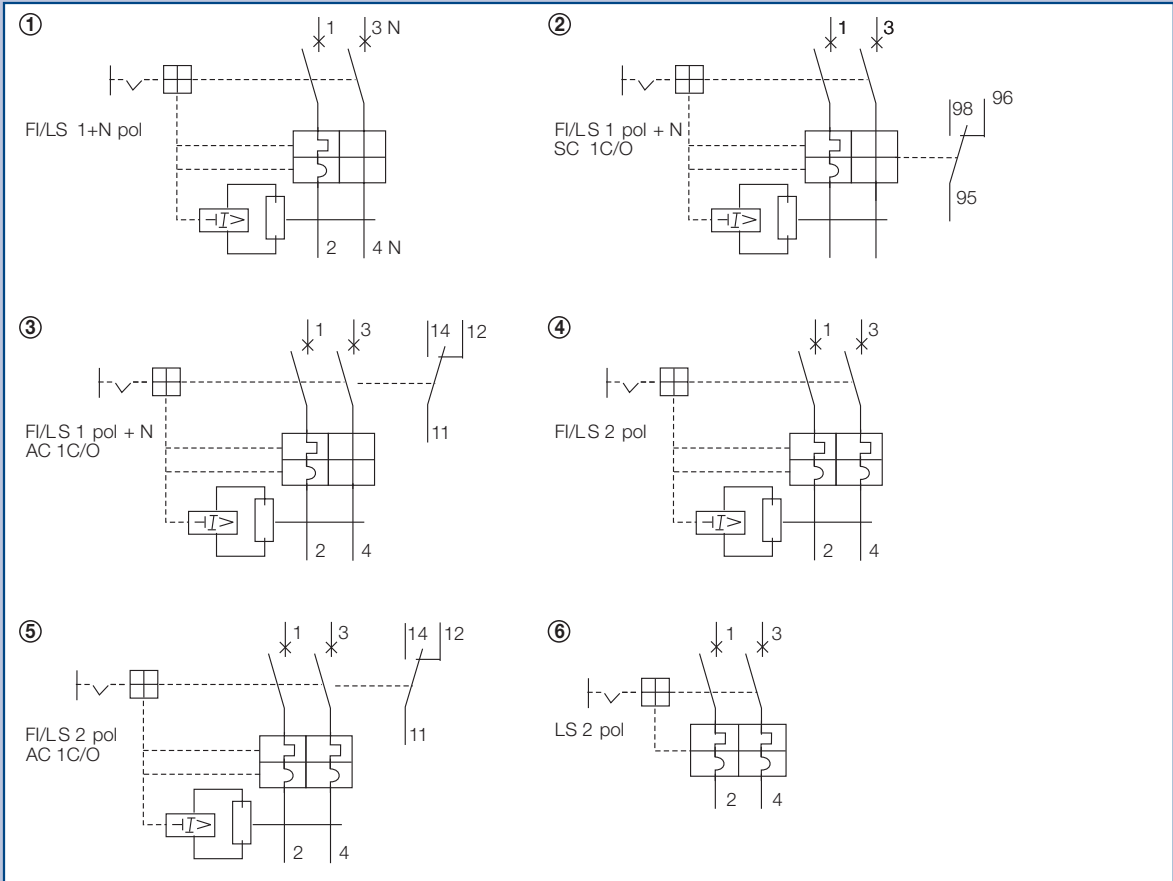 ① 1 3 N
FI/LS 1+N pol
2 4 N
② 1 3
98 96
FI/LS 1 pol + N
SC 1C/O
95
③ 1 3 14 12
FI/LS 1 pol + N
AC 1C/O
11
2 4
④ 1 3
FI/LS 2 pol
2 4
⑤ 1 3 14 12
FI/LS 2 pol
AC 1C/O
11
2 4
⑥ 1 3
LS 2 pol
2 4